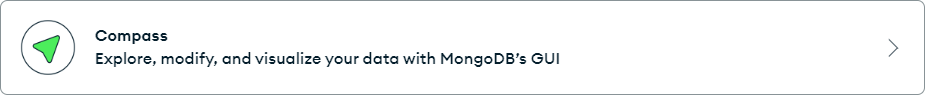 Compass
Explore, modify, and visualize your data with MongoDB’s GUI